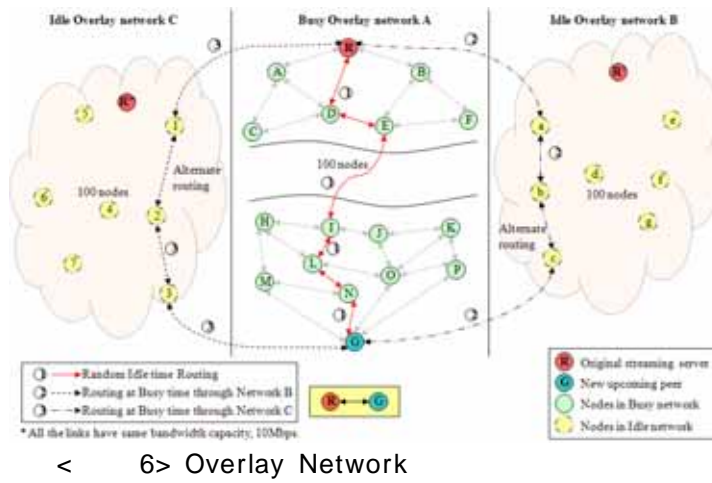 Idle Overlay network C
Busy Overlay network A
Idle Overlay network B
R
A
B
D
E
C
F
100 nodes
H
I
J
K
L
O
P
M
N
G
R"
5
1
Alternate
routing
6
100 nodes
4
2
7
3
R'
a
e
b
d
f
100 nodes
g
Alternate
routing
c
Random Idle time Routing
Routing at Busy time through Network B
Routing at Busy time through Network C
* All the links have same bandwidth capacity, 10Mbps.
R G
R Original streaming server
G New upcoming peer
Nodes in Busy network
Nodes in Idle network
< 6> Overlay Network